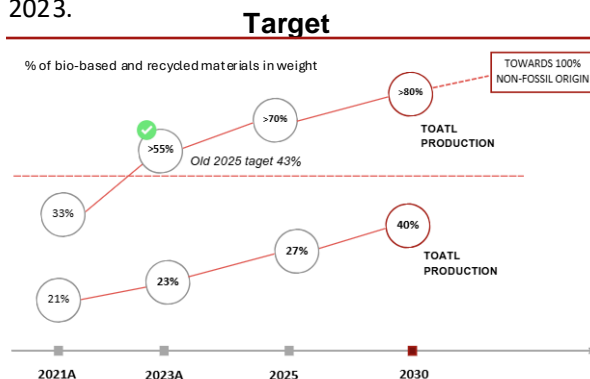 2023.
Target
% of bio-based and recycled materials in weight
TOWARDS 100%
NON-FOSSIL ORIGIN
>80%
>70%
TOATL
PRODUCTION
>55%
Old 2025 taget 43%
33%
40%
27%
TOATL
PRODUCTION
23%
21%
2021A
2023A
2025
2030